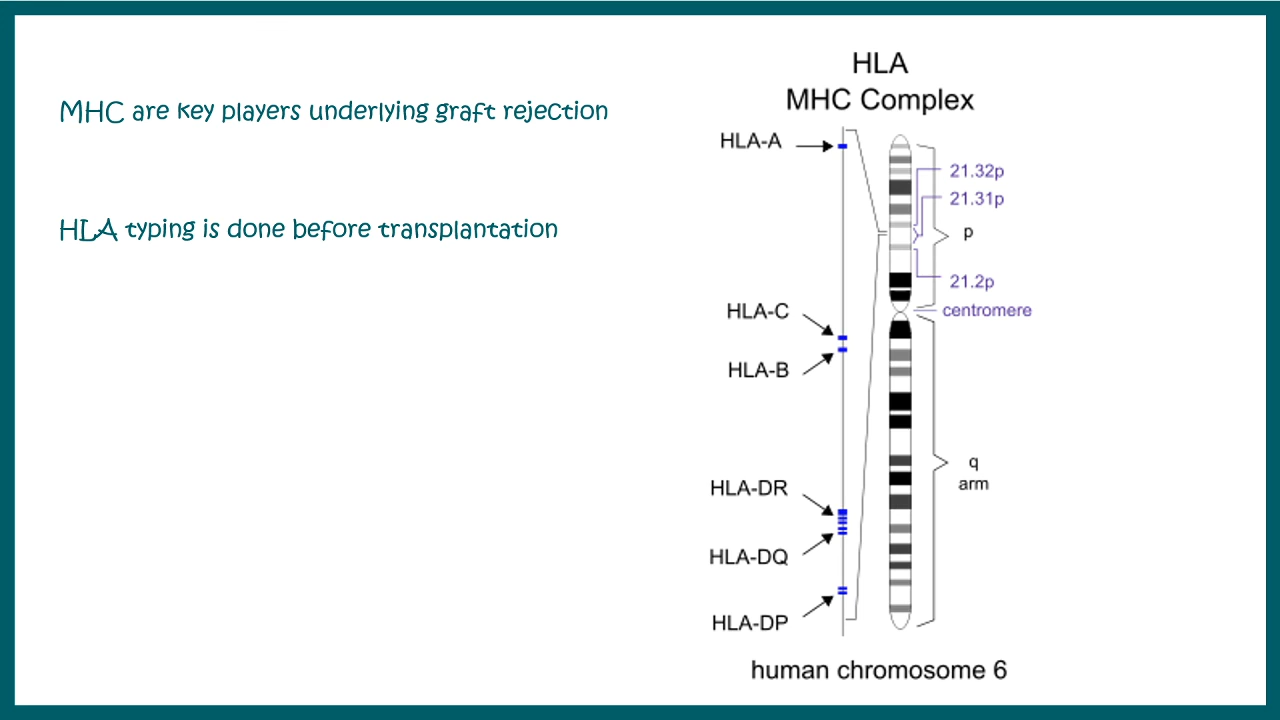 MHC are key players underlying graft rejection
HLA typing is done before transplantation
HLA
MHC Complex
HLA-A
HLA-C
HLA-B
HLA-DR
HLA-DQ
HLA-DP
21.32p
21.31p
p
21.2p
centromere
q
arm
human chromosome 6